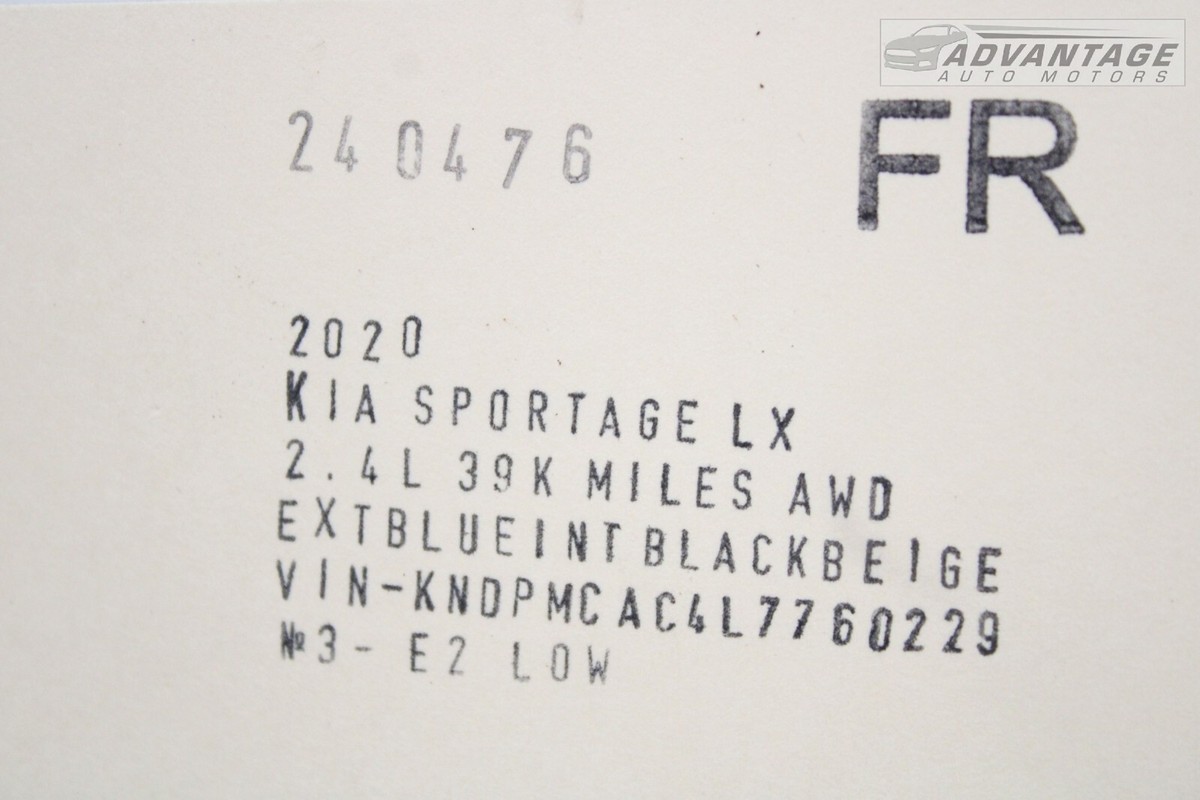 ADVANTAGE
AUTO MOTORS
240476
FR
2020
KIA SPORTAGE LX
2.4L 39K MILES AWD
EXTBLUEINTBLACKBEIGE
VIN-KNDPMCAC4L7760229
№3- E2 LOW